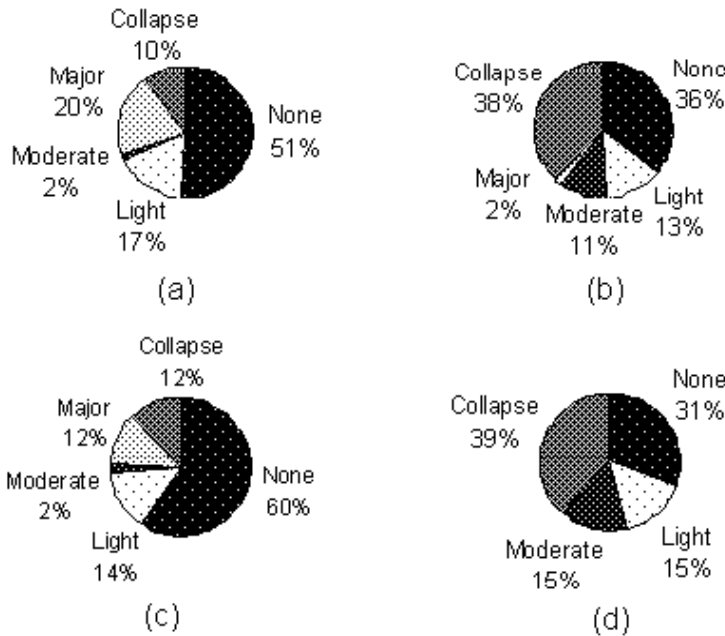 Collapse
10%
Major
20%
None
51%
Moderate
2%
Light
17%
(a)
Collapse
38%
None
36%
Major
2%
Moderate
11%
Light
13%
(b)
Collapse
12%
Major
12%
Moderate
2%
None
60%
Light
14%
(c)
Collapse
39%
None
31%
Moderate
15%
Light
15%
(d)